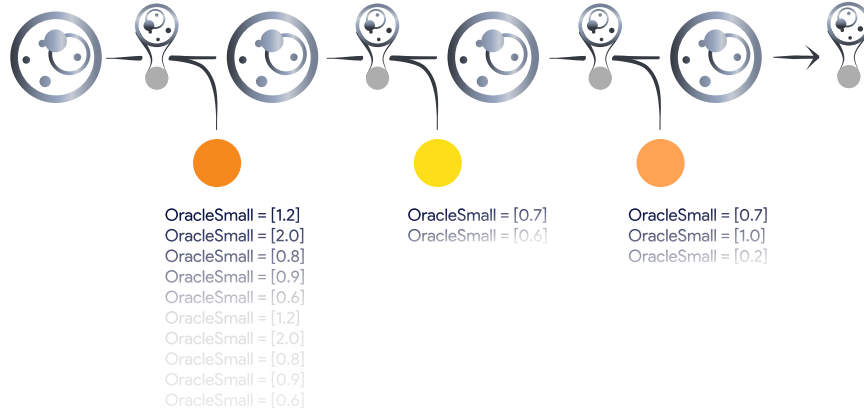 OracleSmall = [1.2]
OracleSmall = [2.0]
OracleSmall = [0.8]
OracleSmall = [0.9]
OracleSmall = [0.6]
OracleSmall = [1.2]
OracleSmall = [2.0]
OracleSmall = [0.8]
OracleSmall = [0.9]
OracleSmall = [0.6]
OracleSmall = [0.7]
OracleSmall = [0.6]
OracleSmall = [0.7]
OracleSmall = [1.0]
OracleSmall = [0.2]